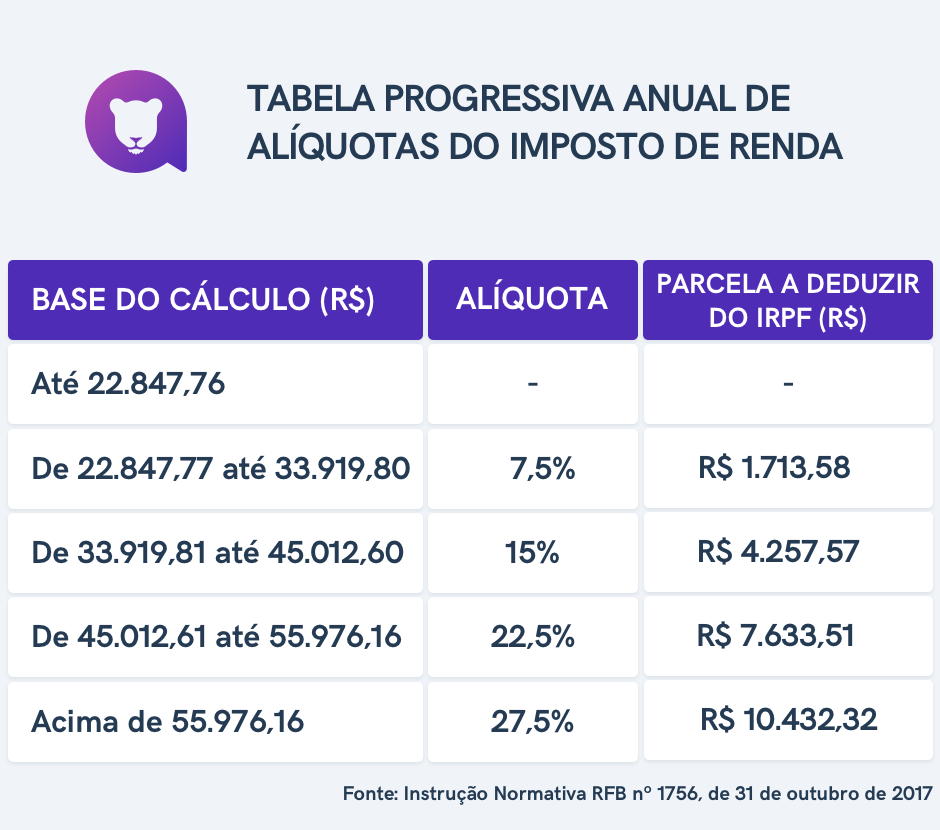 TABELA PROGRESSIVA ANUAL DE
ALÍQUOTAS DO IMPOSTO DE RENDA
BASE DO CÁLCULO (R$) ALÍQUOTA PARCELA A DEDUZIR
DO IRPF (R$)
Até 22.847,76 - -
De 22.847,77 até 33.919,80 7,5% R$ 1.713,58
De 33.919,81 até 45.012,60 15% R$ 4.257,57
De 45.012,61 até 55.976,16 22,5% R$ 7.633,51
Acima de 55.976,16 27,5% R$ 10.432,32
Fonte: Instrução Normativa RFB nº 1756, de 31 de outubro de 2017